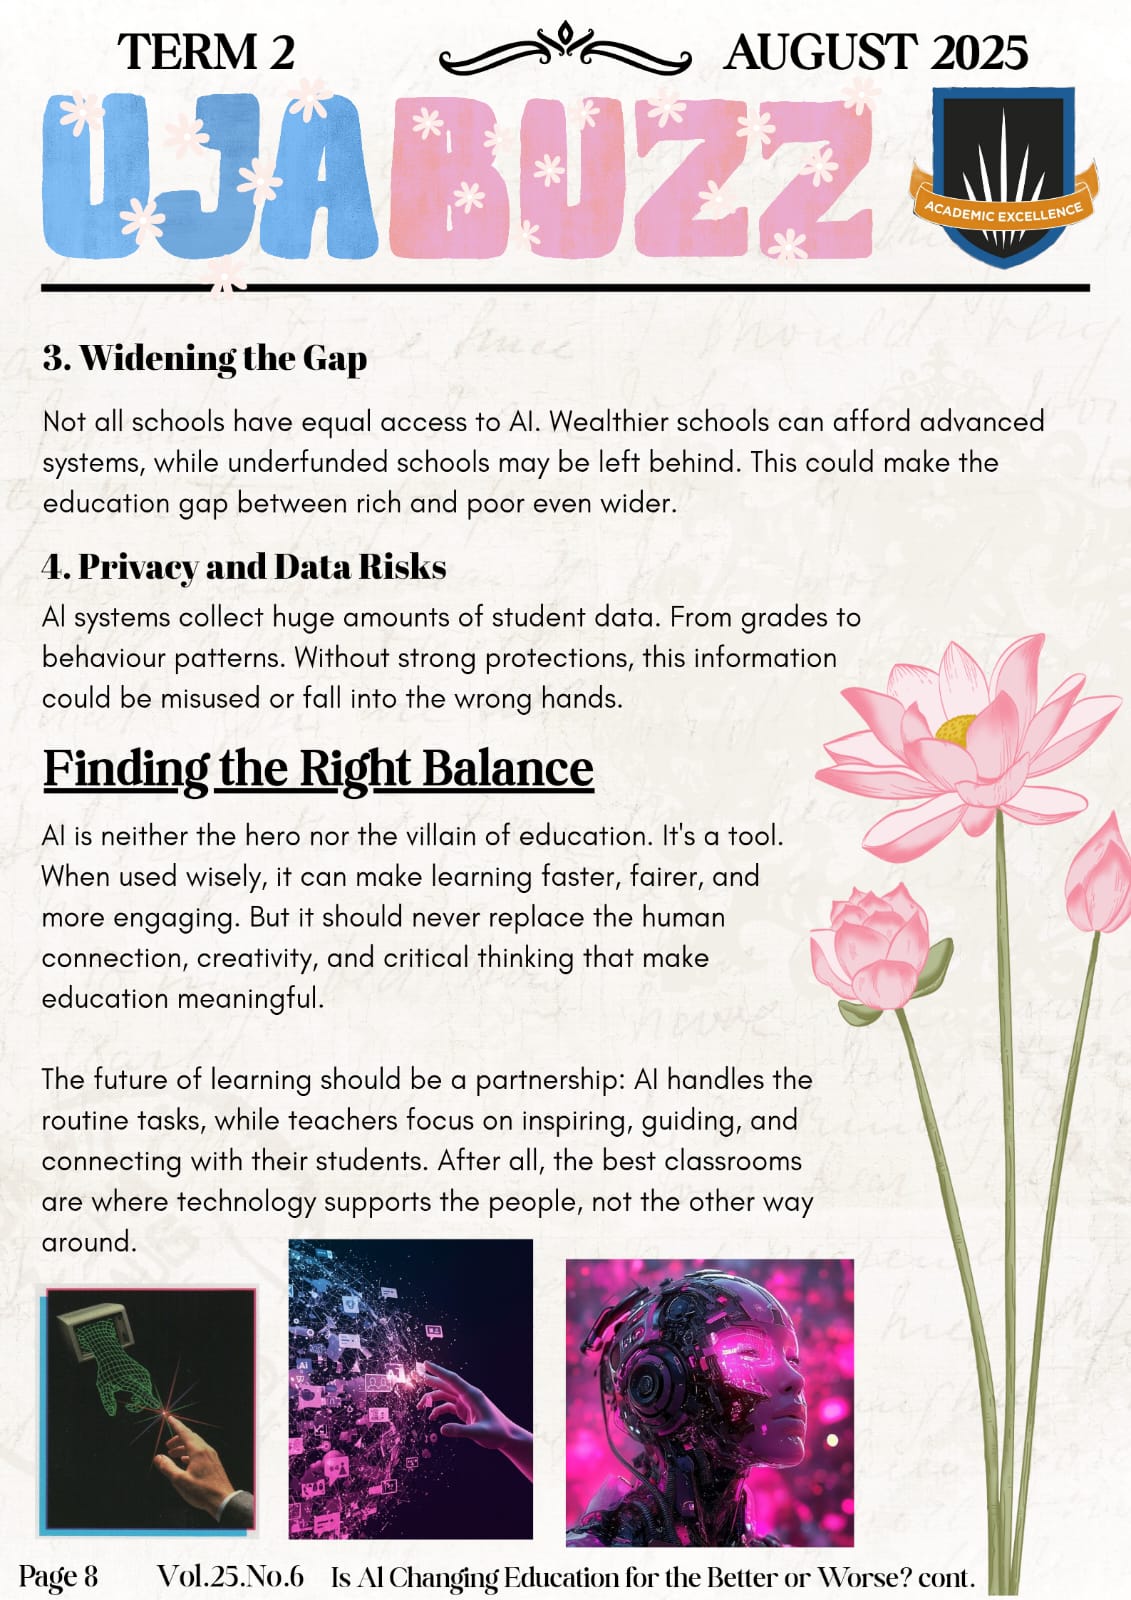 TERM 2
AUGUST 2025
UJABUZZ
ACADEMIC EXCELLENCE
3. Widening the Gap
Not all schools have equal access to AI. Wealthier schools can afford advanced
systems, while underfunded schools may be left behind. This could make the
education gap between rich and poor even wider.
4. Privacy and Data Risks
AI systems collect huge amounts of student data. From grades to
behaviour patterns. Without strong protections, this information
could be misused or fall into the wrong hands.
Finding the Right Balance
AI is neither the hero nor the villain of education. It's a tool.
When used wisely, it can make learning faster, fairer, and
more engaging. But it should never replace the human
connection, creativity, and critical thinking that make
education meaningful.
The future of learning should be a partnership: AI handles the
routine tasks, while teachers focus on inspiring, guiding, and
connecting with their students. After all, the best classrooms
are where technology supports the people, not the other way
around.
Page 8
Vol.25.No.6
Is AI Changing Education for the Better or Worse? cont.